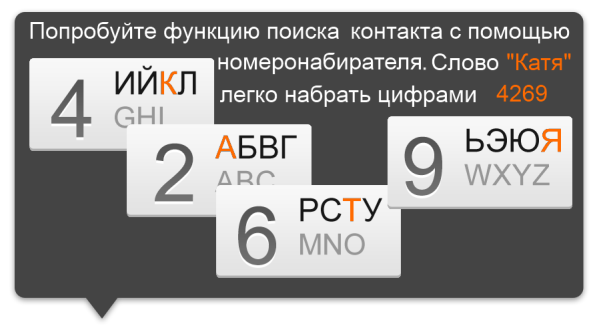 Попробуйте функцию поиска контакта с помощью
номеронабирателя. Слово "Катя"
легко набрать цифрами 4269
4 ИЙКЛ
GHI
2 АБВГ
ABC
6 РСТУ
MNO
9 ЬЭЮЯ
WXYZ